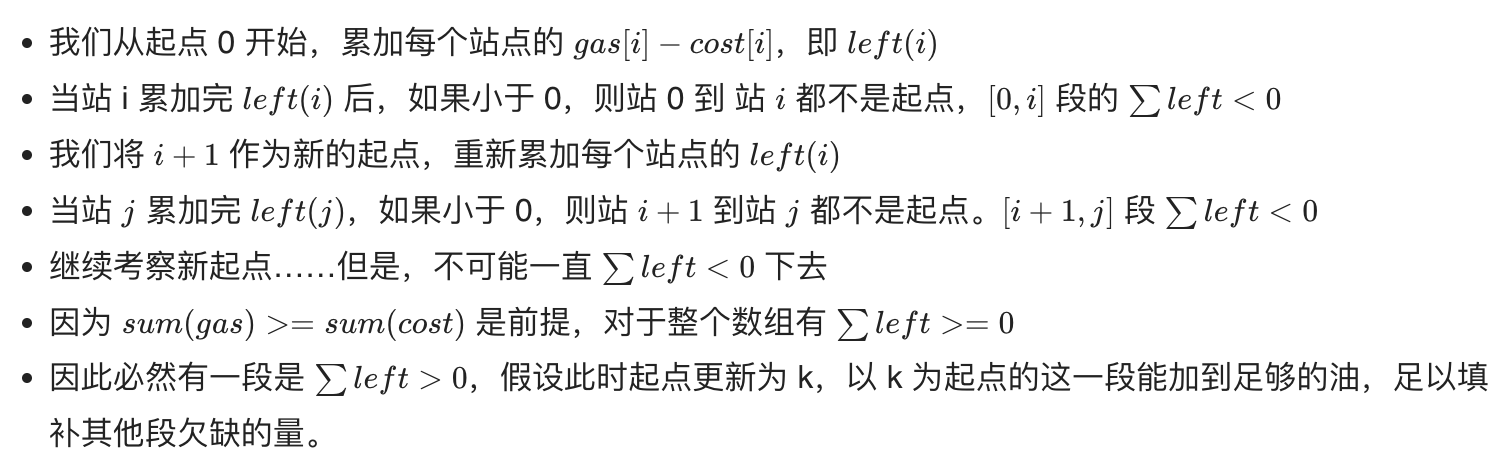 • 我们从起点 0 开始，累加每个站点的 gas[i] − cost[i]，即 left(i)
• 当站 i 累加完 left(i) 后，如果小于 0，则站 0 到 站 i 都不是起点，[0, i] 段的 ∑ left < 0
• 我们将 i + 1 作为新的起点，重新累加每个站点的 left(i)
• 当站 j 累加完 left(j)，如果小于 0，则站 i + 1 到站 j 都不是起点。[i + 1, j] 段 ∑ left < 0
• 继续考察新起点……但是，不可能一直 ∑ left < 0 下去
• 因为 sum(gas) >= sum(cost) 是前提，对于整个数组有 ∑ left >= 0
• 因此必然有一段是 ∑ left > 0，假设此时起点更新为 k，以 k 为起点的这一段能加到足够的油，足以填
补其他段欠缺的量。